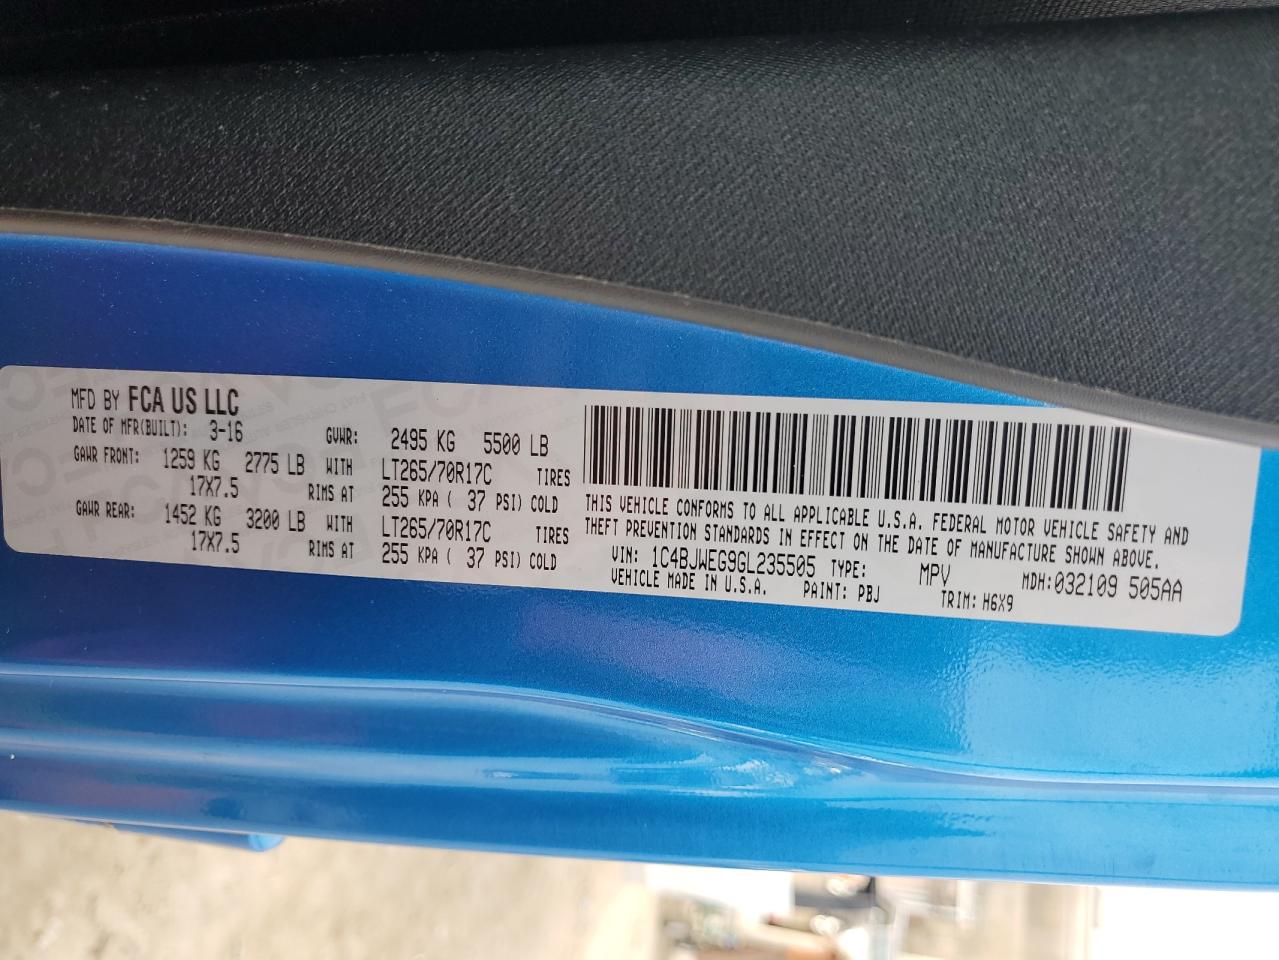 MFD BY FCA US LLC
DATE OF MFR(BUILT): 3-16 GVWR: 2495 KG 5500 LB
GAWR FRONT: 1259 KG 2775 LB WITH LT265/70R17C TIRES
17X7.5 RIMS AT 255 KPA ( 37 PSI) COLD
GAWR REAR: 1452 KG 3200 LB WITH LT265/70R17C TIRES
17X7.5 RIMS AT 255 KPA ( 37 PSI) COLD
THIS VEHICLE CONFORMS TO ALL APPLICABLE U.S.A. FEDERAL MOTOR VEHICLE SAFETY AND
THEFT PREVENTION STANDARDS IN EFFECT ON THE DATE OF MANUFACTURE SHOWN ABOVE.
VIN: 1C4BJWEG9GL235505 TYPE: MPV MDH:032109 505AA
VEHICLE MADE IN U.S.A. PAINT: PBJ TRIM: H6X9